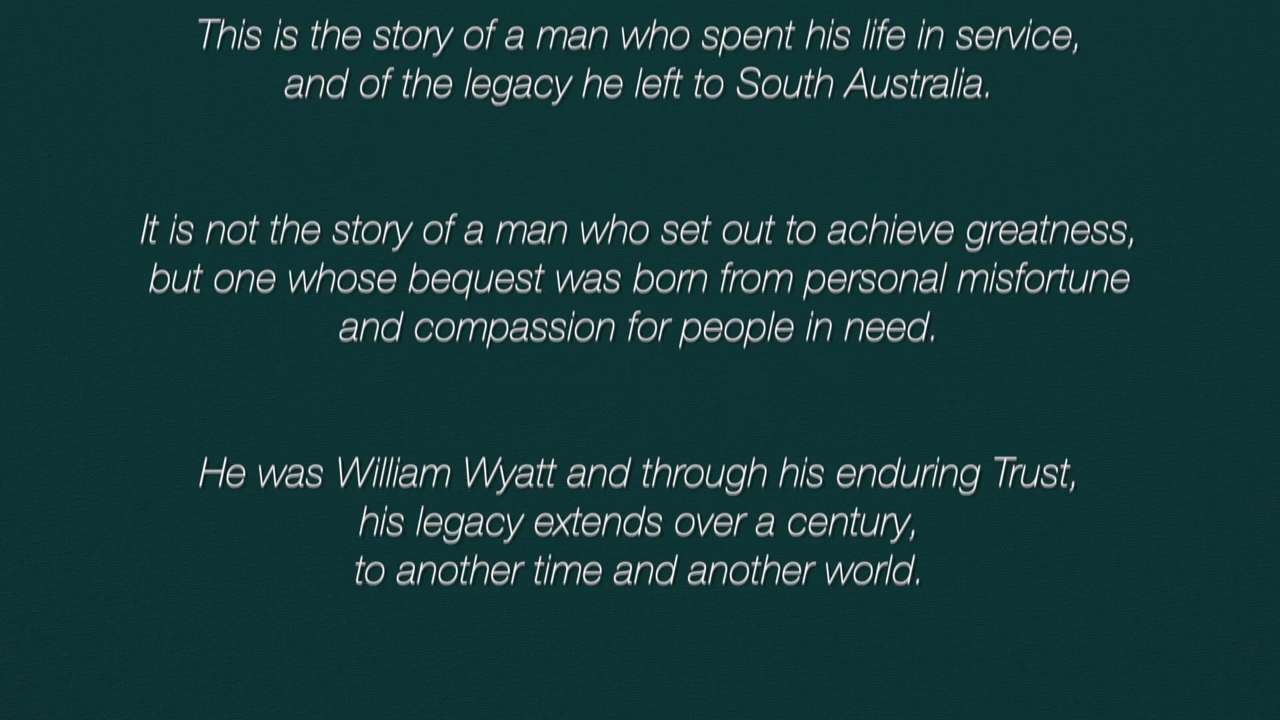 This is the story of a man who spent his life in service,
and of the legacy he left to South Australia.
It is not the story of a man who set out to achieve greatness,
but one whose bequest was born from personal misfortune
and compassion for people in need.
He was William Wyatt and through his enduring Trust,
his legacy extends over a century,
to another time and another world.